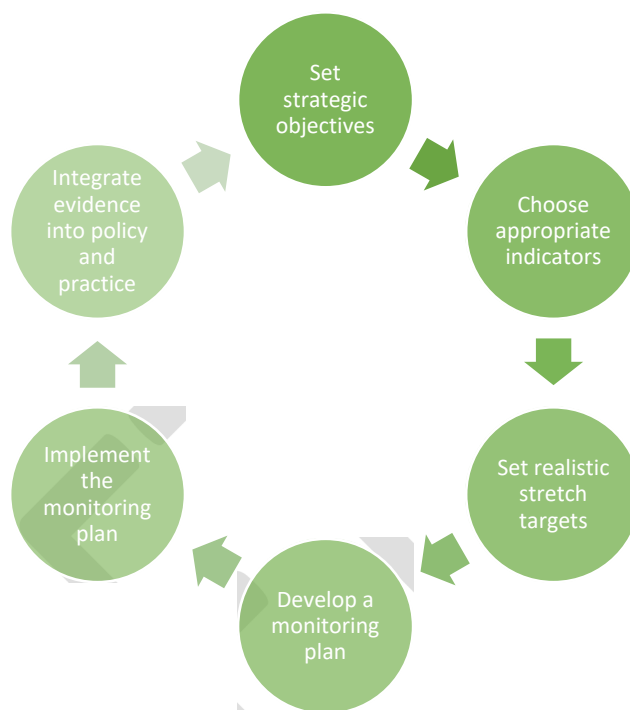 Set
strategic
objectives
Choose
appropriate
indicators
Set realistic
stretch
targets
Develop a
monitoring
plan
Implement
the
monitoring
plan
Integrate
evidence
into policy
and
practice